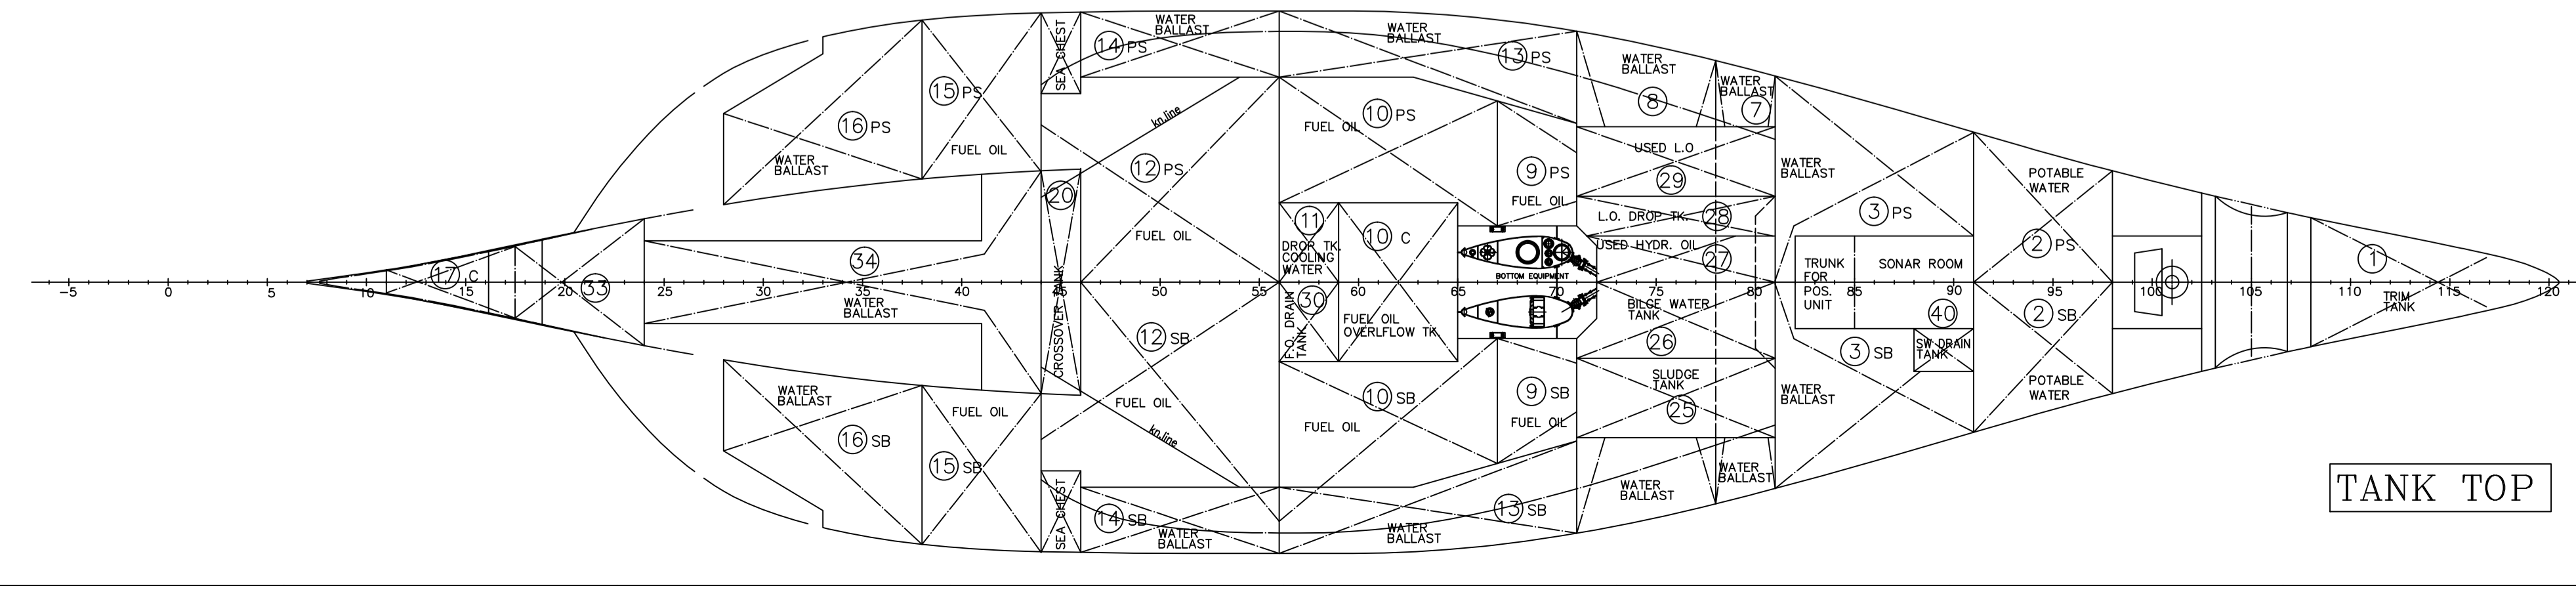 WATER
BALLAST
14 PS
SEA CHEST
WATER
BALLAST
13 PS
WATER
BALLAST
8
WATER
BALLAST
7
15 PS
FUEL OIL
16 PS
WATER
BALLAST
kn.line
12 PS
FUEL OIL
10 PS
FUEL OIL
9 PS
FUEL OIL
USED L.O
29
L.O. DROP TK.
28
USED HYDR. OIL
27
WATER
BALLAST
3 PS
POTABLE
WATER
2 PS
20
CROSSOVER TANK
11
DROP TK.
COOLING
WATER
10 C
BOTTOM EQUIPMENT
TRUNK
FOR
POS.
UNIT
SONAR ROOM
40
1
TRIM
TANK
17 C
33
34
WATER
BALLAST
-5 0 5 10 15 20 25 30 35 40 45 50 55 60 65 70 75 80 85 90 95 100 105 110 115 120
30
F.O. DRAIN
TANK
FUEL OIL
OVERLFLOW TK
BILGE WATER
TANK
26
2 SB
POTABLE
WATER
3 SB
SW DRAIN
TANK
WATER
BALLAST
SLUDGE
TANK
25
12 SB
FUEL OIL
kn.line
10 SB
FUEL OIL
9 SB
FUEL OIL
WATER
BALLAST
16 SB
FUEL OIL
15 SB
SEA CHEST
14 SB
WATER
BALLAST
13 SB
WATER
BALLAST
WATER
BALLAST
WATER
BALLAST
TANK TOP